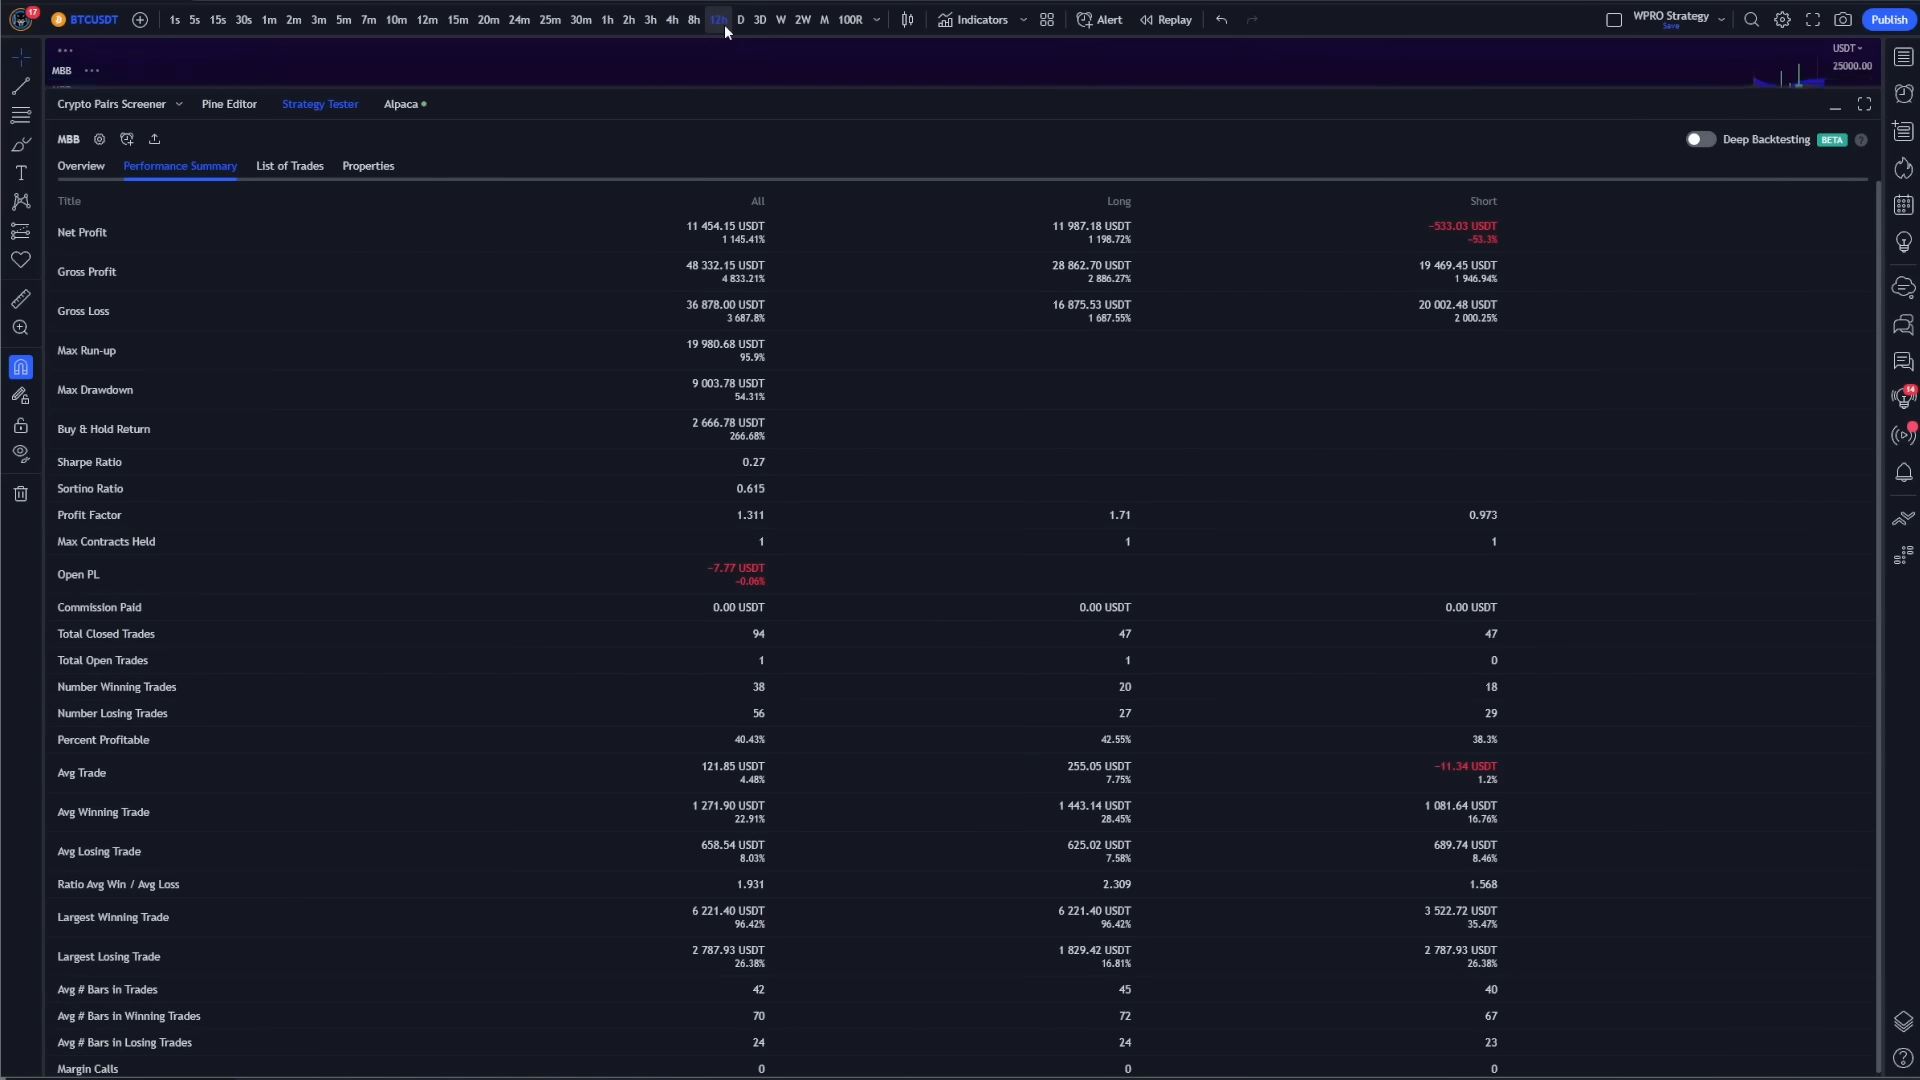 17
BTCUSDT 1s 5s 15s 30s 1m 2m 3m 5m 7m 10m 12m 15m 20m 24m 25m 30m 1h 2h 3h 4h 8h 12h D 3D W 2W M 100R Indicators Alert Replay WPRO Strategy Save Publish
USDT
MBB
25000.00
Crypto Pairs Screener Pine Editor Strategy Tester Alpaca
MBB Deep Backtesting BETA ?
Overview Performance Summary List of Trades Properties
Title All Long Short
Net Profit 11 454.15 USDT 11 987.18 USDT −533.03 USDT
1 145.41% 1 198.72% −53.3%
Gross Profit 48 332.15 USDT 28 862.70 USDT 19 469.45 USDT
4 833.21% 2 886.27% 1 946.94%
Gross Loss 36 878.00 USDT 16 875.53 USDT 20 002.48 USDT
3 687.8% 1 687.55% 2 000.25%
Max Run-up 19 980.68 USDT
95.9%
Max Drawdown 9 003.78 USDT
54.31%
14
Buy & Hold Return 2 666.78 USDT
266.68%
Sharpe Ratio 0.27
Sortino Ratio 0.615
Profit Factor 1.311 1.71 0.973
Max Contracts Held 1 1 1
Open PL −7.77 USDT
−0.06%
Commission Paid 0.00 USDT 0.00 USDT 0.00 USDT
Total Closed Trades 94 47 47
Total Open Trades 1 1 0
Number Winning Trades 38 20 18
Number Losing Trades 56 27 29
Percent Profitable 40.43% 42.55% 38.3%
Avg Trade 121.85 USDT 255.05 USDT −11.34 USDT
4.48% 7.75% 1.2%
Avg Winning Trade 1 271.90 USDT 1 443.14 USDT 1 081.64 USDT
22.91% 28.45% 16.76%
Avg Losing Trade 658.54 USDT 625.02 USDT 689.74 USDT
8.03% 7.58% 8.46%
Ratio Avg Win / Avg Loss 1.931 2.309 1.568
Largest Winning Trade 6 221.40 USDT 6 221.40 USDT 3 522.72 USDT
96.42% 96.42% 35.47%
Largest Losing Trade 2 787.93 USDT 1 829.42 USDT 2 787.93 USDT
26.38% 16.81% 26.38%
Avg # Bars in Trades 42 45 40
Avg # Bars in Winning Trades 70 72 67
Avg # Bars in Losing Trades 24 24 23
Margin Calls 0 0 0